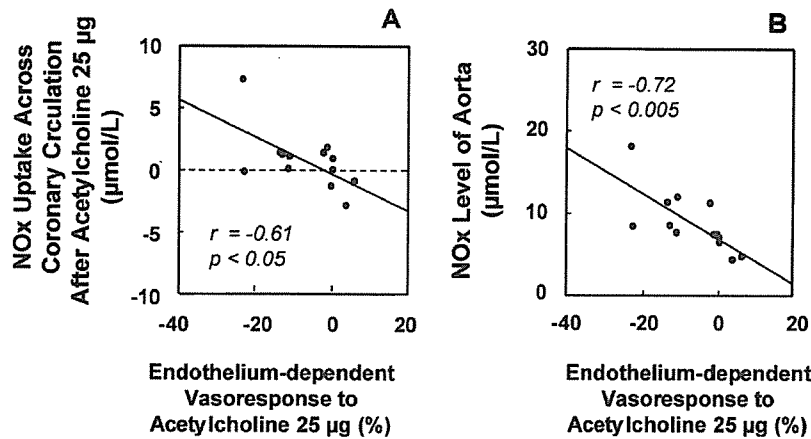 A
NOx Uptake Across
Coronary Crculation
After Acetylcholine 25 µg
(µmol/L)
10
5
0
-5
-10
r = -0.61
p < 0.05
-40
-20
0
20
Endothelium-dependent
Vasoresponse to
Acetylcholine 25 µg (%)
B
NOx Level of Aorta
(µmol/L)
30
20
10
0
r = -0.72
p < 0.005
-40
-20
0
20
Endothelium-dependent
Vasoresponse to
Acetylcholine 25 µg (%)